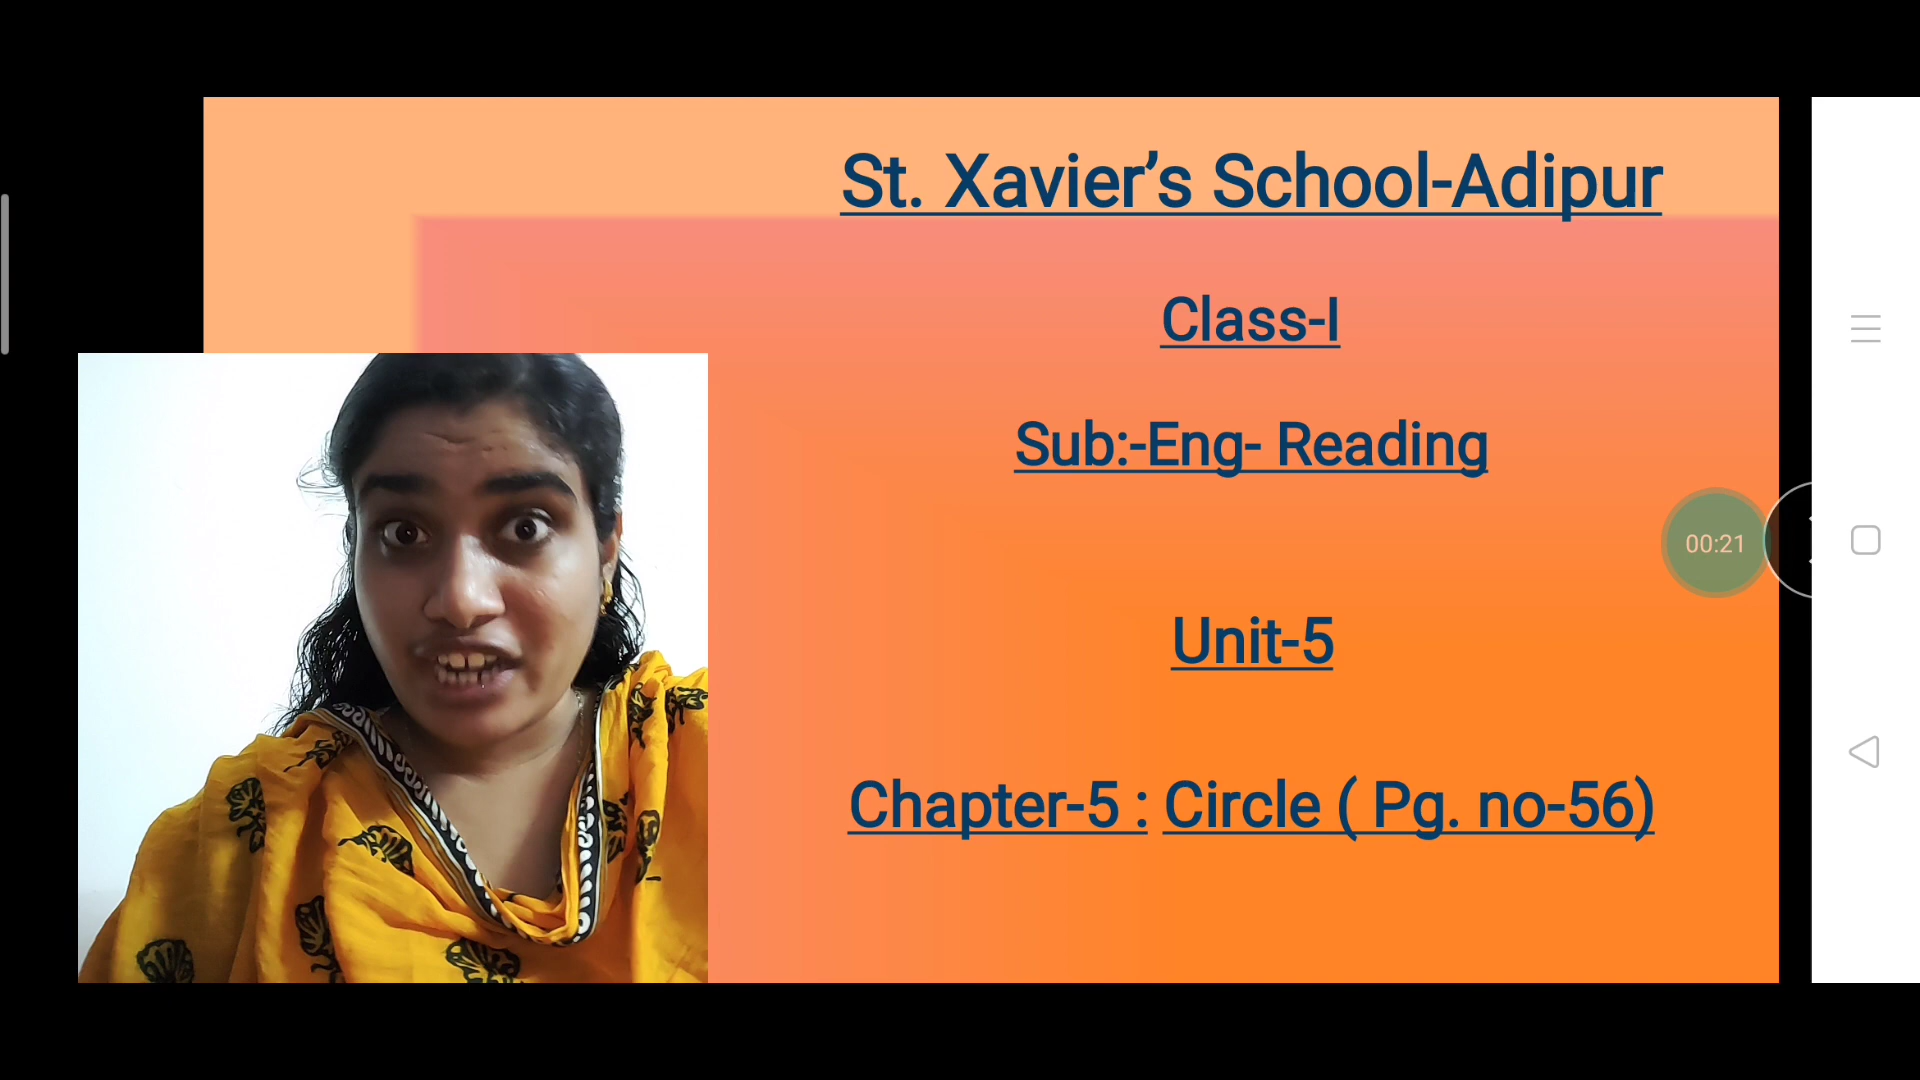 St. Xavier’s School-Adipur
Class-I
Sub:-Eng- Reading
00:21
Unit-5
Chapter-5 : Circle ( Pg. no-56)